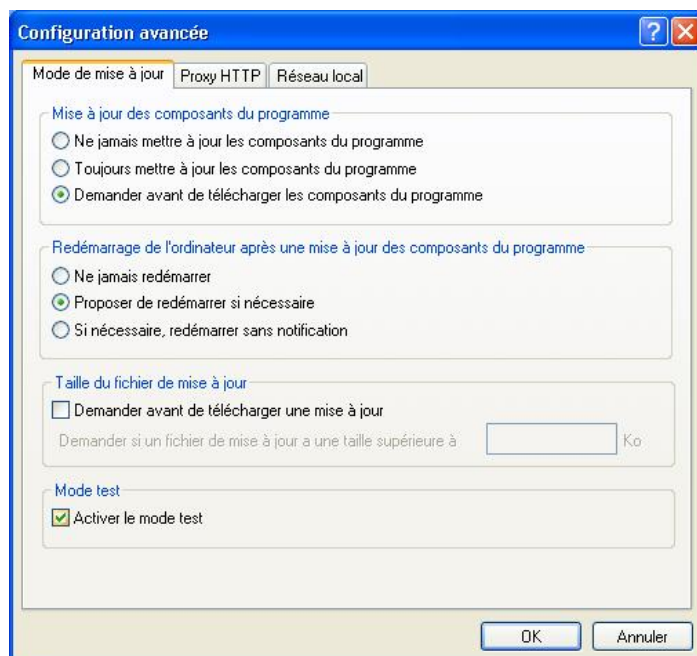 Configuration avancée
Mode de mise à jour Proxy HTTP Réseau local
Mise à jour des composants du programme
Ne jamais mettre à jour les composants du programme
Toujours mettre à jour les composants du programme
Demander avant de télécharger les composants du programme
Redémarrage de l'ordinateur après une mise à jour des composants du programme
Ne jamais redémarrer
Proposer de redémarrer si nécessaire
Si nécessaire, redémarrer sans notification
Taille du fichier de mise à jour
Demander avant de télécharger une mise à jour
Demander si un fichier de mise à jour a une taille supérieure à Ko
Mode test
Activer le mode test
OK Annuler